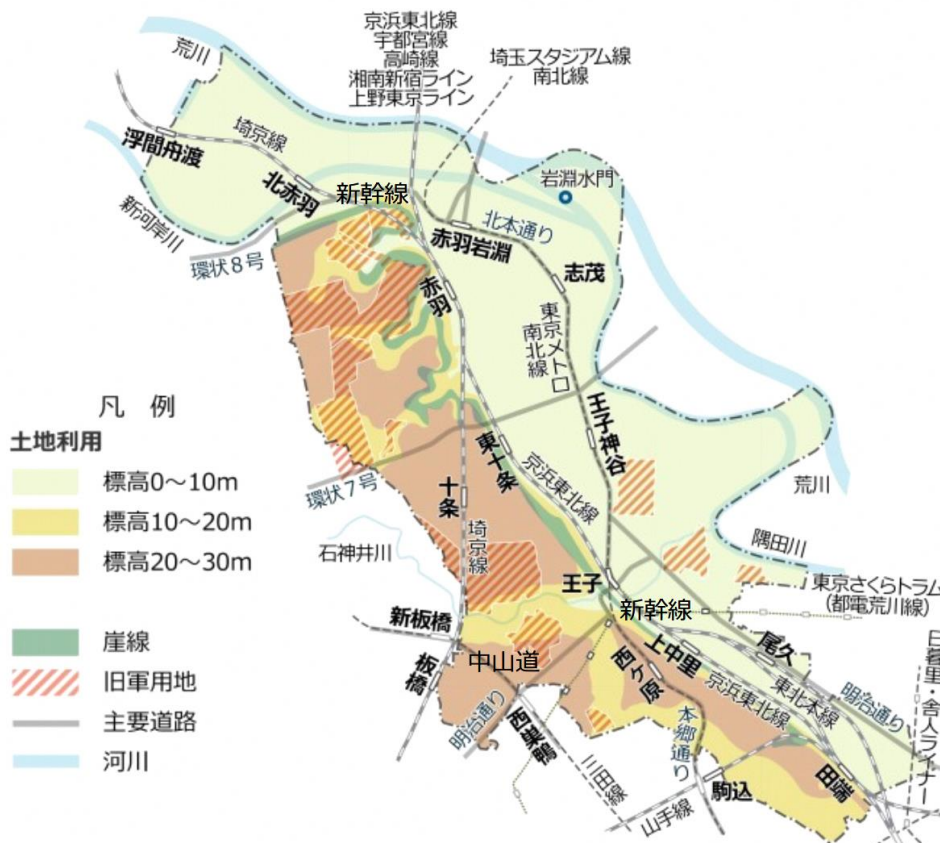 京浜東北線
宇都宮線
高崎線
湘南新宿ライン
上野東京ライン
埼玉スタジアム線
南北線
荒川
浮間舟渡
埼京線
北赤羽
新幹線
岩淵水門
新河岸川
環状8号
赤羽岩淵
北本通り
志茂
赤羽
東京メトロ
南北線
王子神谷
凡 例
土地利用
標高0～10m
標高10～20m
標高20～30m
崖線
旧軍用地
主要道路
河川
環状7号
東十条
京浜東北線
十条
埼京線
荒川
隅田川
石神井川
王子
新幹線
東京さくらトラム
(都電荒川線)
新板橋
板橋
中山道
上中里
尾久
西ケ原
京浜東北線
東北本線
明治通り
日暮里・舎人ライナー
明治通り
西巣鴨
本郷通り
三田線
駒込
田端
山手線